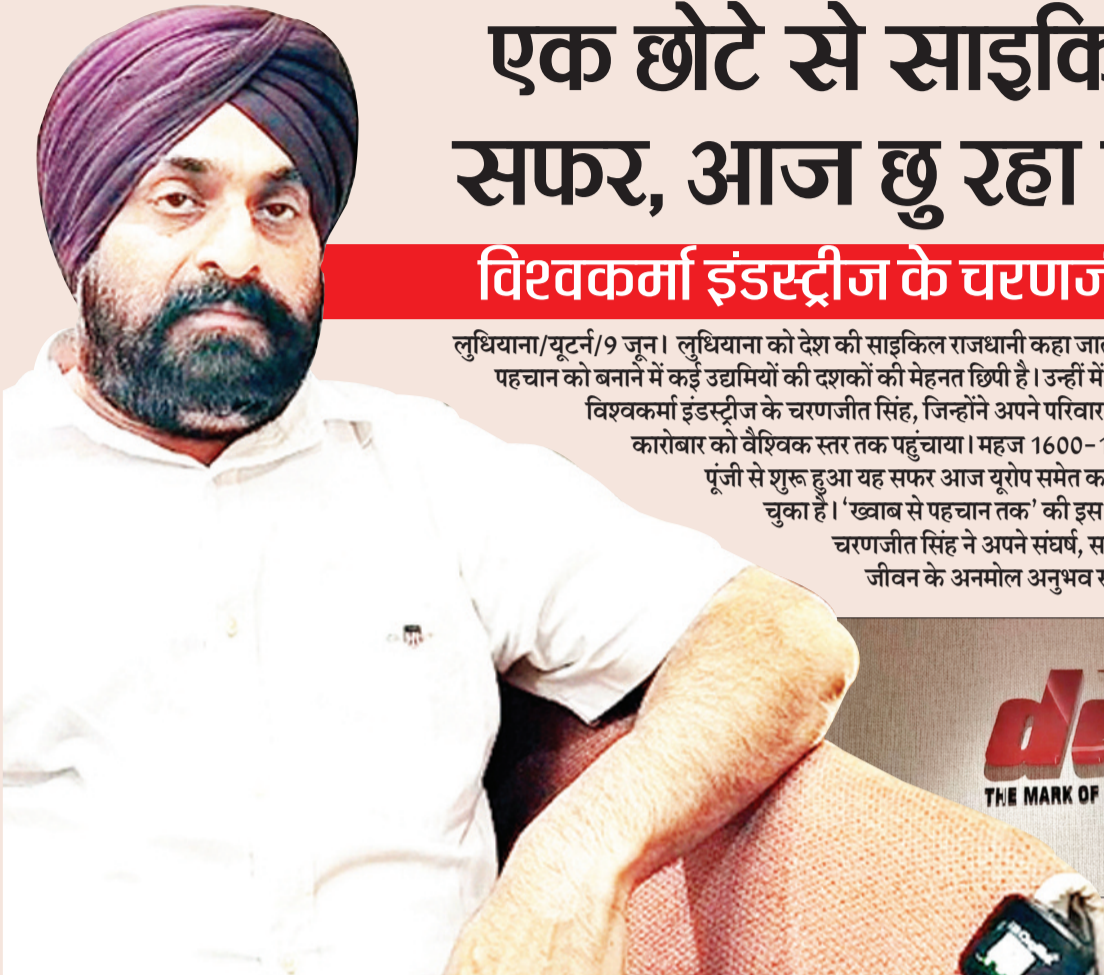 एक छोटे से साइकि
सफर, आज छु रहा
विश्वकर्मा इंडस्ट्रीज के चरणज
लुधियाना/यूटर्न/9 जून। लुधियाना को देश की साइकिल राजधानी कहा जात
पहचान को बनाने में कई उद्यमियों की दशकों की मेहनत छिपी है। उन्हीं में
विश्वकर्मा इंडस्ट्रीज के चरणजीत सिंह, जिन्होंने अपने परिवार
कारोबार को वैश्विक स्तर तक पहुंचाया। महज 1600-1
पूंजी से शुरू हुआ यह सफर आज यूरोप समेत क
चुका है। ‘ख्वाब से पहचान तक’ की इस
चरणजीत सिंह ने अपने संघर्ष, स
जीवन के अनमोल अनुभव स
THE MARK OF